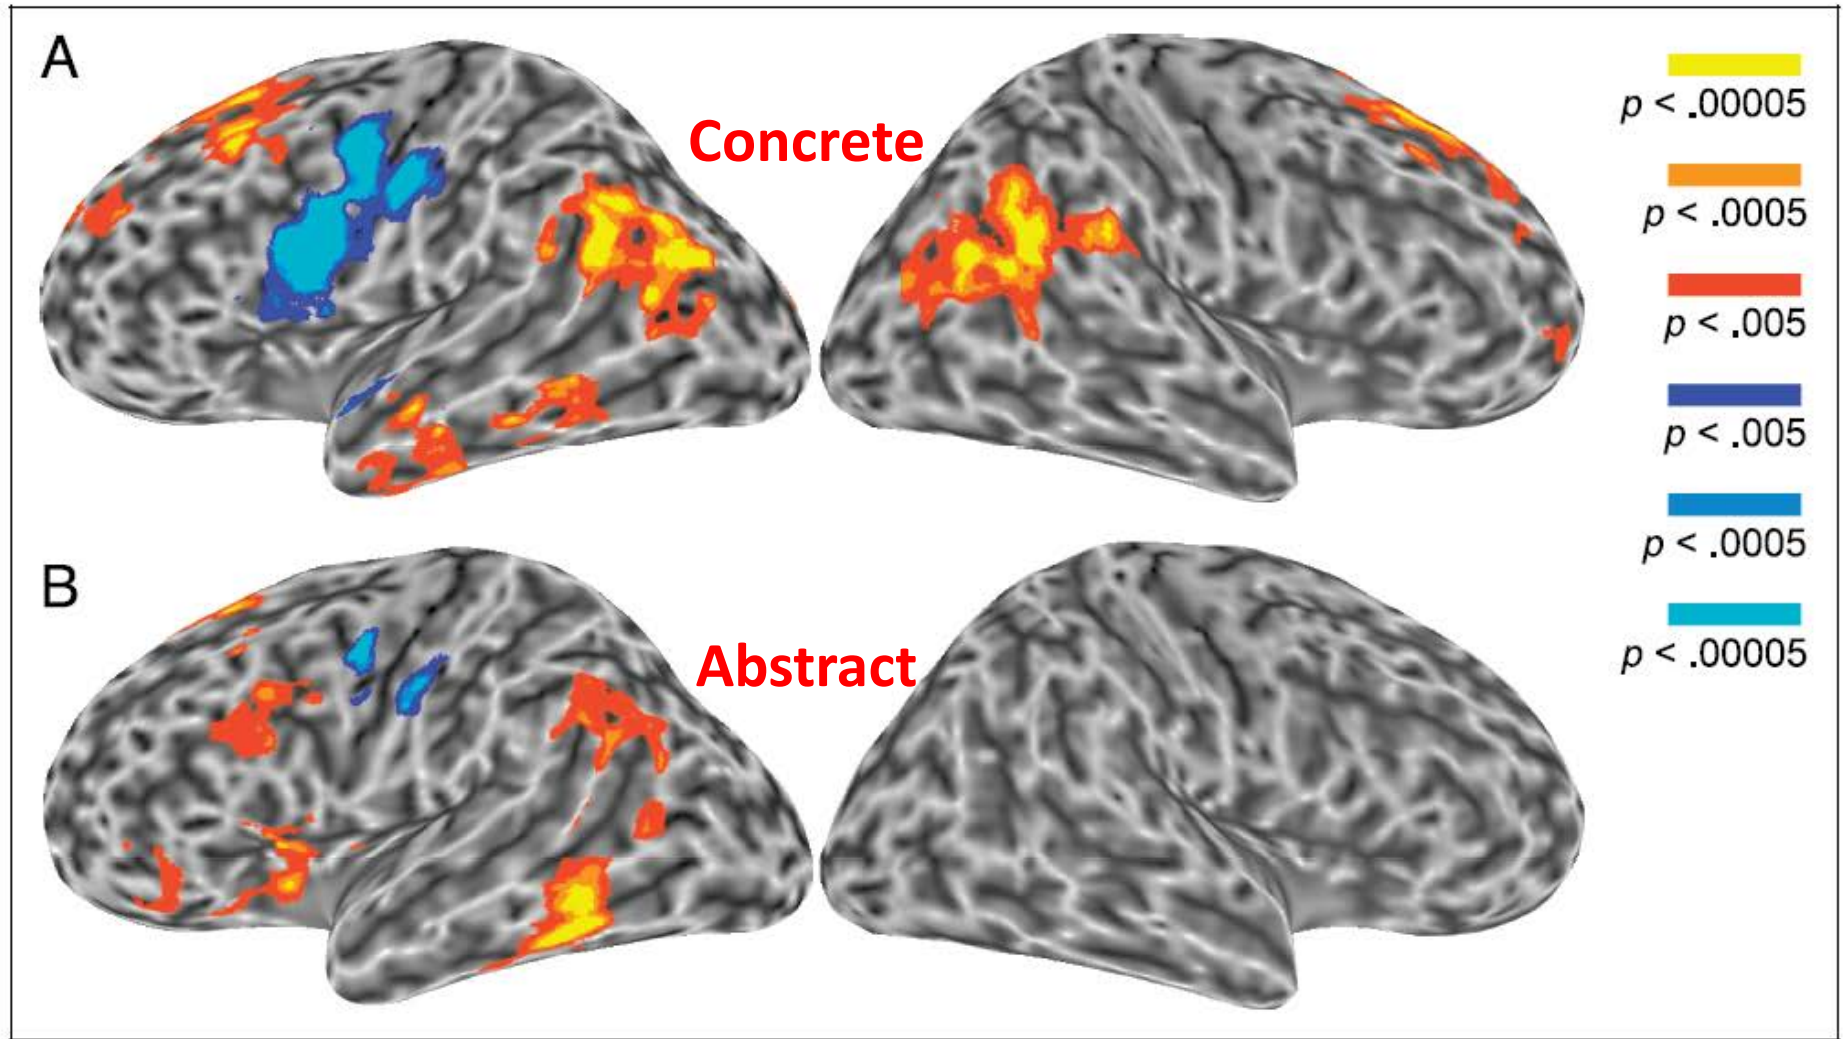 A
Concrete
p < .00005
p < .0005
p < .005
p < .005
p < .0005
p < .00005
B
Abstract